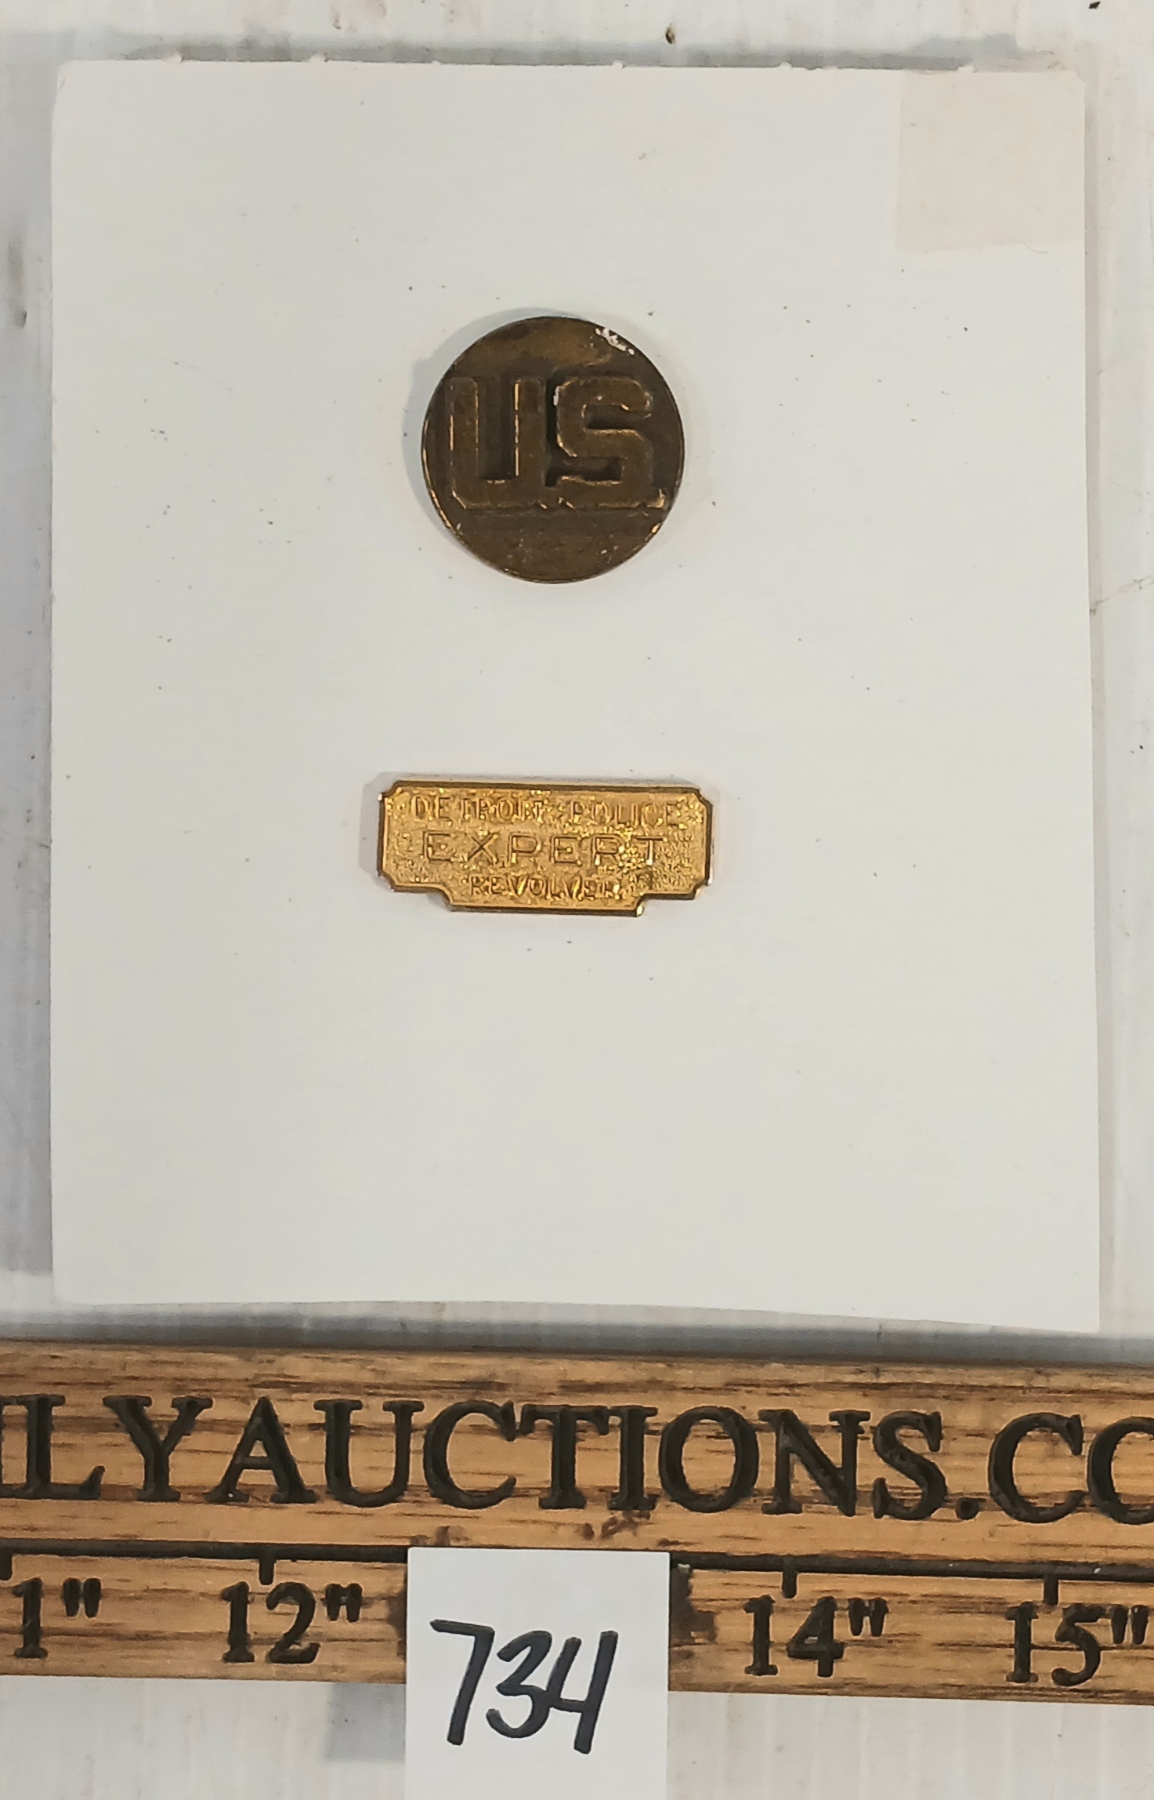 US
DETROIT POLICE
EXPERT
REVOLVER
LYAUCTIONS.CO
1" 12" 14" 15"
734